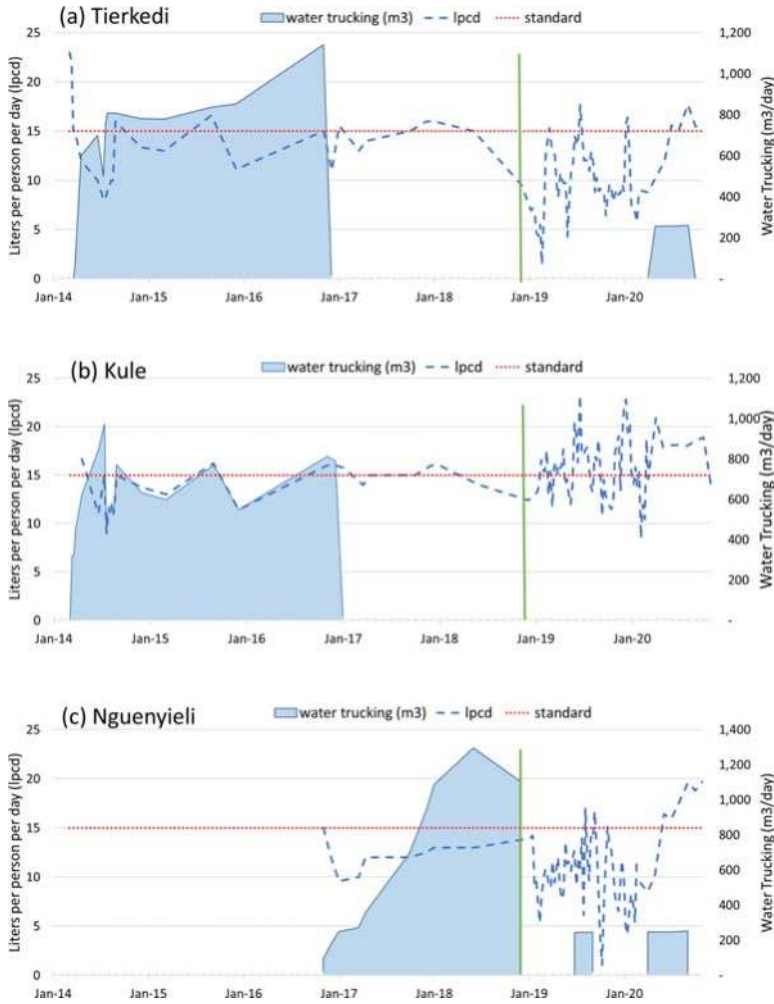 (a) Tierkedi
water trucking (m3) lpcd standard
25 1,200
20 1,000
15 800
10 600
5 400
0 200
-
Liters per person per day (lpcd)
Water Trucking (m3/day)
Jan-14 Jan-15 Jan-16 Jan-17 Jan-18 Jan-19 Jan-20
(b) Kule
water trucking (m3) lpcd standard
25 1,200
20 1,000
15 800
10 600
5 400
0 200
-
Liters per person per day (lpcd)
Water Trucking (m3/day)
Jan-14 Jan-15 Jan-16 Jan-17 Jan-18 Jan-19 Jan-20
(c) Nguenyieli
water trucking (m3) lpcd standard
25 1,400
20 1,200
15 1,000
10 800
5 600
0 400
200
-
Liters per person per day (lpcd)
Water Trucking (m3/day)
Jan-14 Jan-15 Jan-16 Jan-17 Jan-18 Jan-19 Jan-20